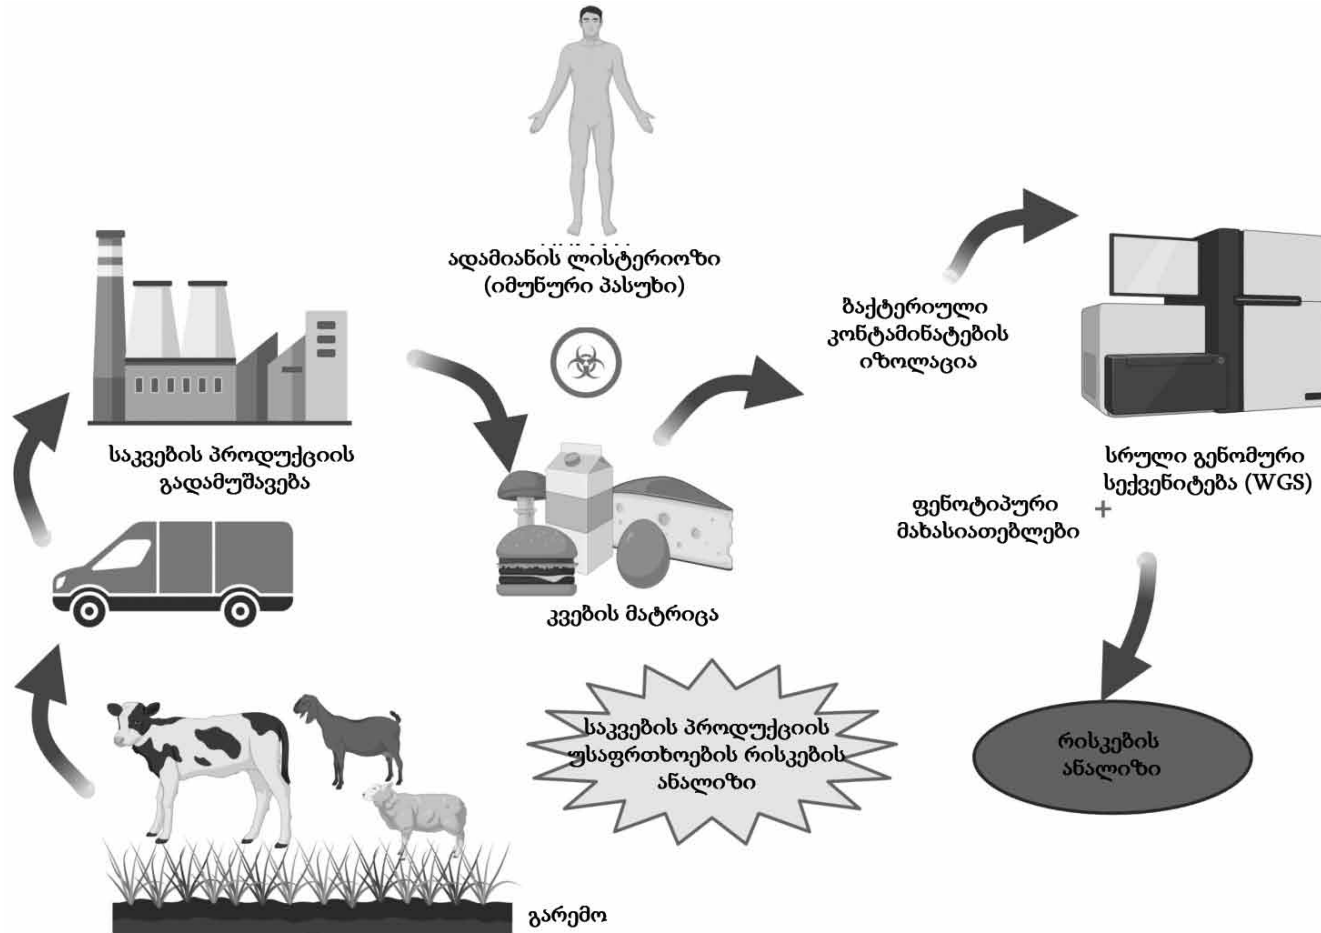 ადამიანის ლისტერიოზი
(იმუნური პასუხი)
ბაქტერიული
კონტამინატების
იზოლაცია
საკვების პროდუქციის
გადამუშავება
სრული გენომური
სექვენიტება (WGS)
ფენოტიპური
მახასიათებლები
+
კვების მატრიცა
საკვების პროდუქციის
უსაფრთხოების რისკების
ანალიზი
რისკების
ანალიზი
გარემო